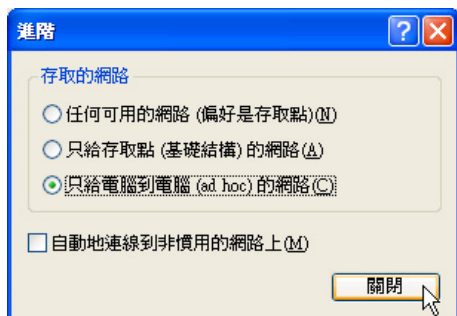 進階
存取的網路
任何可用的網路 (偏好是存取點)(N)
只給存取點 (基礎結構) 的網路(A)
只給電腦到電腦 (ad hoc) 的網路(C)
自動地連線到非慣用的網路上(M)
關閉